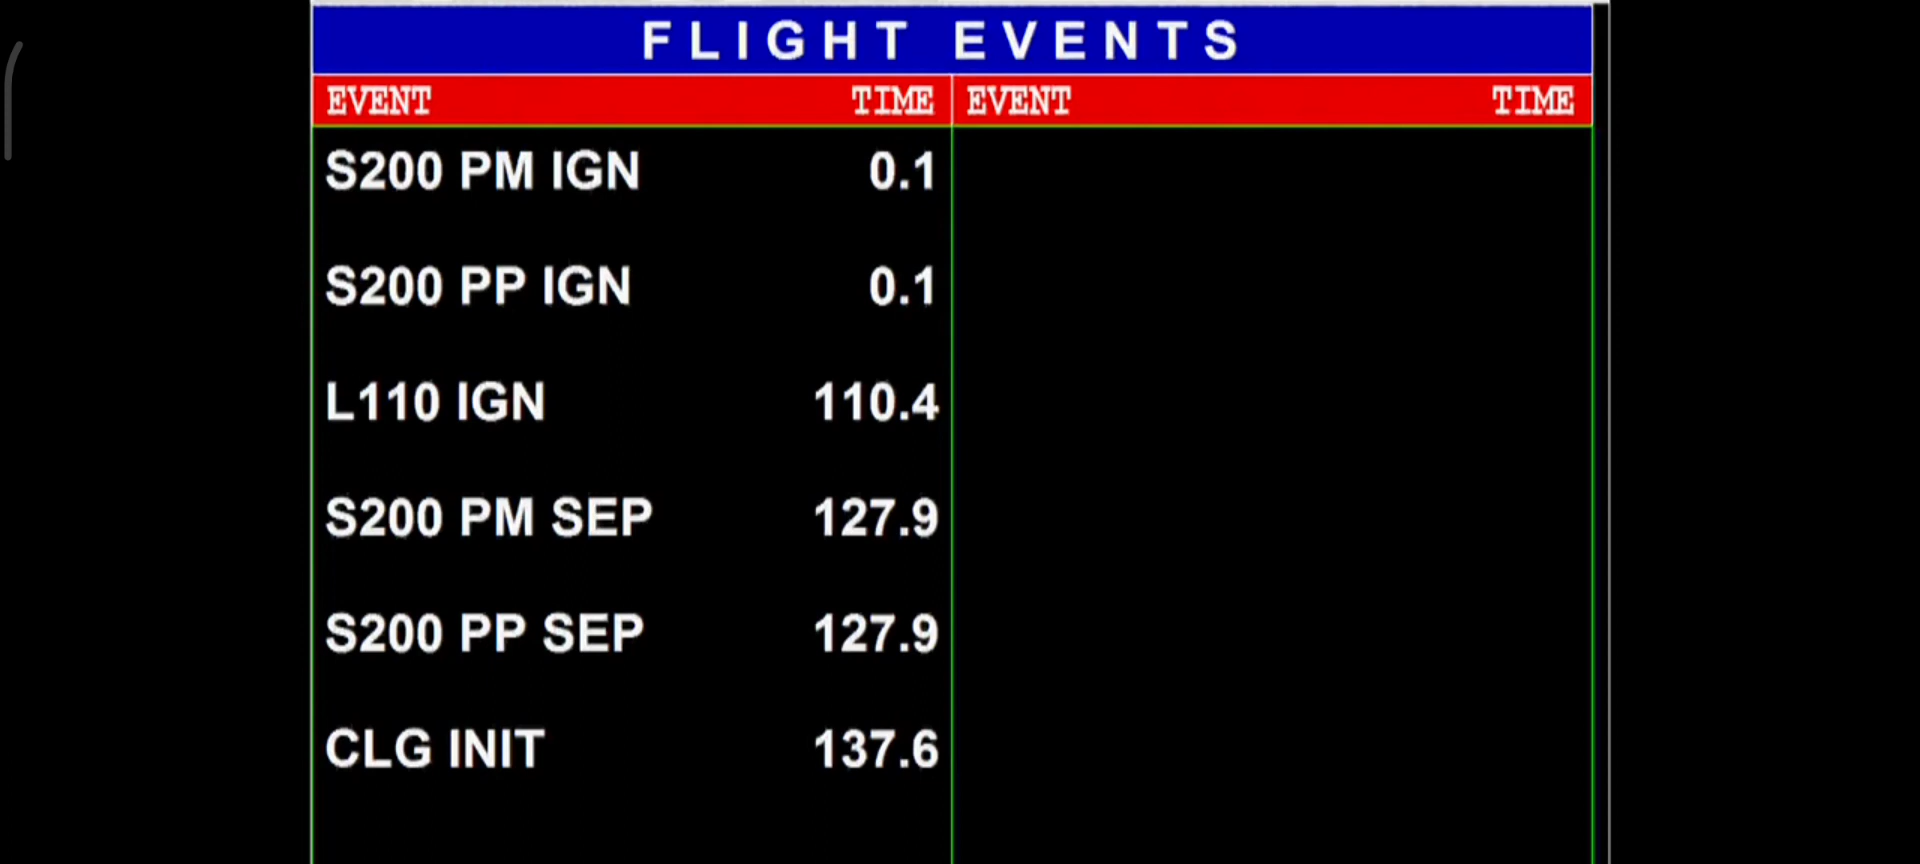 FLIGHT EVENTS
EVENT TIME EVENT TIME
S200 PM IGN 0.1
S200 PP IGN 0.1
L110 IGN 110.4
S200 PM SEP 127.9
S200 PP SEP 127.9
CLG INIT 137.6